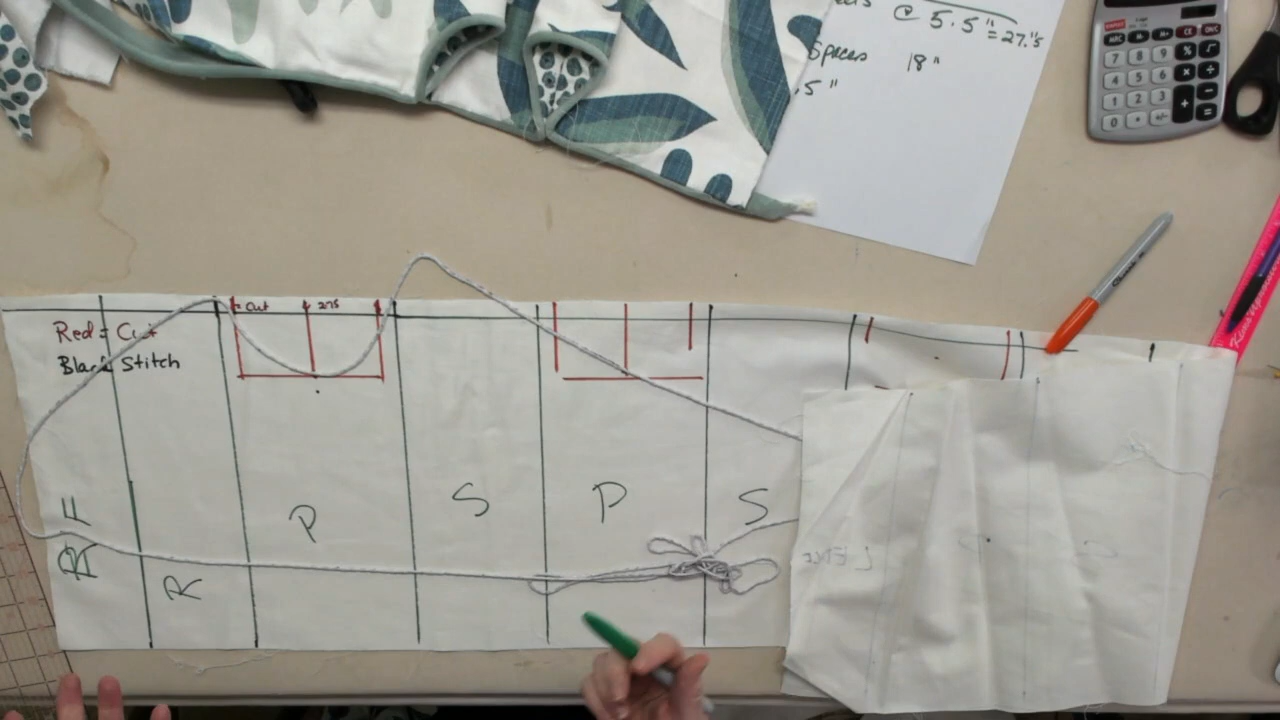 @ 5.5" = 27.5"
Spaces 18"
.5"
Cut 2.75
Red = Cut
Black Stitch
P S P S
R F
R